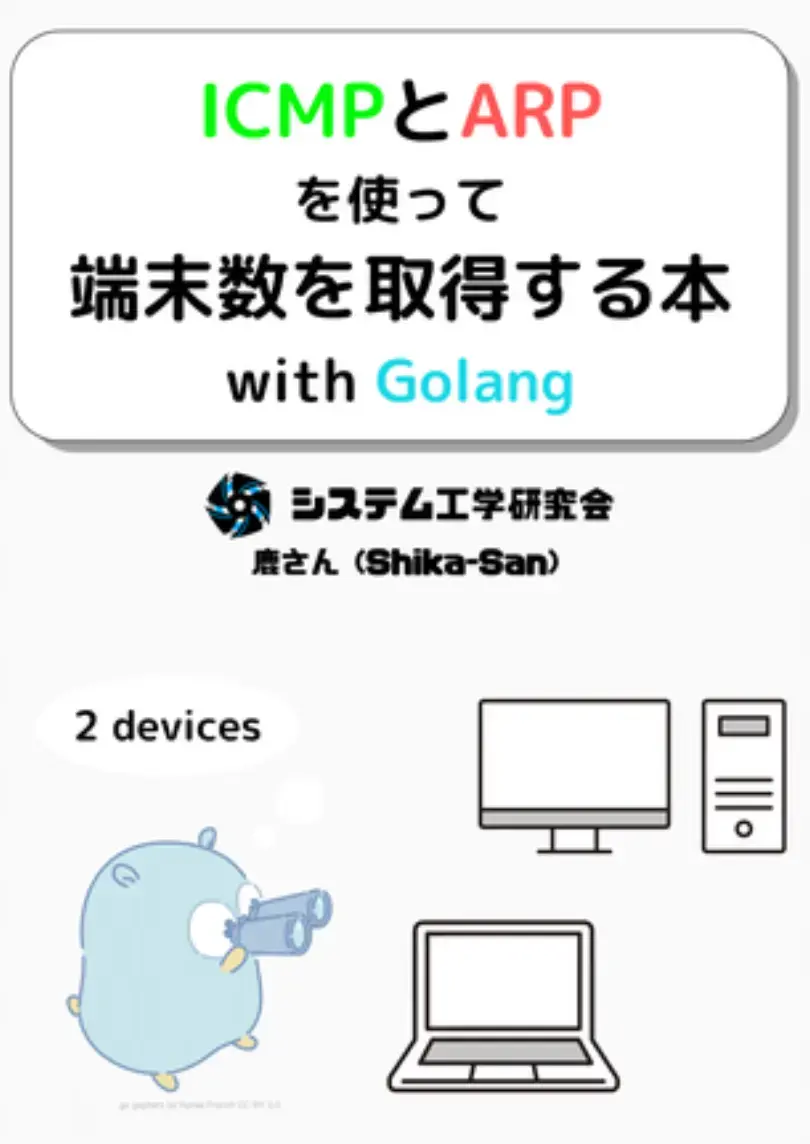 ICMPとARP
を使って
端末数を取得する本
with Golang
システム工学研究会
鹿さん（Shika-San）
2 devices